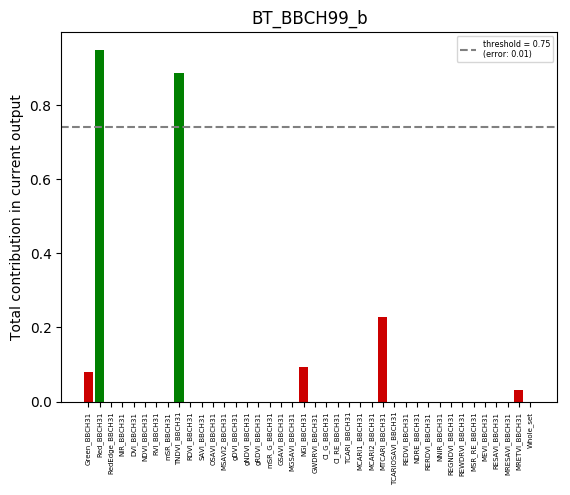 BT_BBCH99_b
threshold = 0.75
(error: 0.01)
Total contribution in current output
0.8
0.6
0.4
0.2
0.0
Green_BBCH31
Red_BBCH31
RedEdge_BBCH31
NIR_BBCH31
DVI_BBCH31
NDVI_BBCH31
RVI_BBCH31
mSR_BBCH31
TNDVI_BBCH31
RDVI_BBCH31
SAVI_BBCH31
OSAVI_BBCH31
MSAVI2_BBCH31
gDVI_BBCH31
gNDVI_BBCH31
gRDVI_BBCH31
mSR_G_BBCH31
GSAVI_BBCH31
MGSAVI_BBCH31
NGI_BBCH31
GWDRVI_BBCH31
CI_G_BBCH31
CI_RE_BBCH31
TCARI_BBCH31
MCARI1_BBCH31
MCARI2_BBCH31
MTCARI_BBCH31
TCARIOSAVI_BBCH31
REDVI_BBCH31
NDRE_BBCH31
RERDVI_BBCH31
NNIR_BBCH31
REGNDVI_BBCH31
REWDRVI_BBCH31
MSR_RE_BBCH31
MEVI_BBCH31
RESAVI_BBCH31
MRESAVI_BBCH31
MRETVI_BBCH31
Whole_set